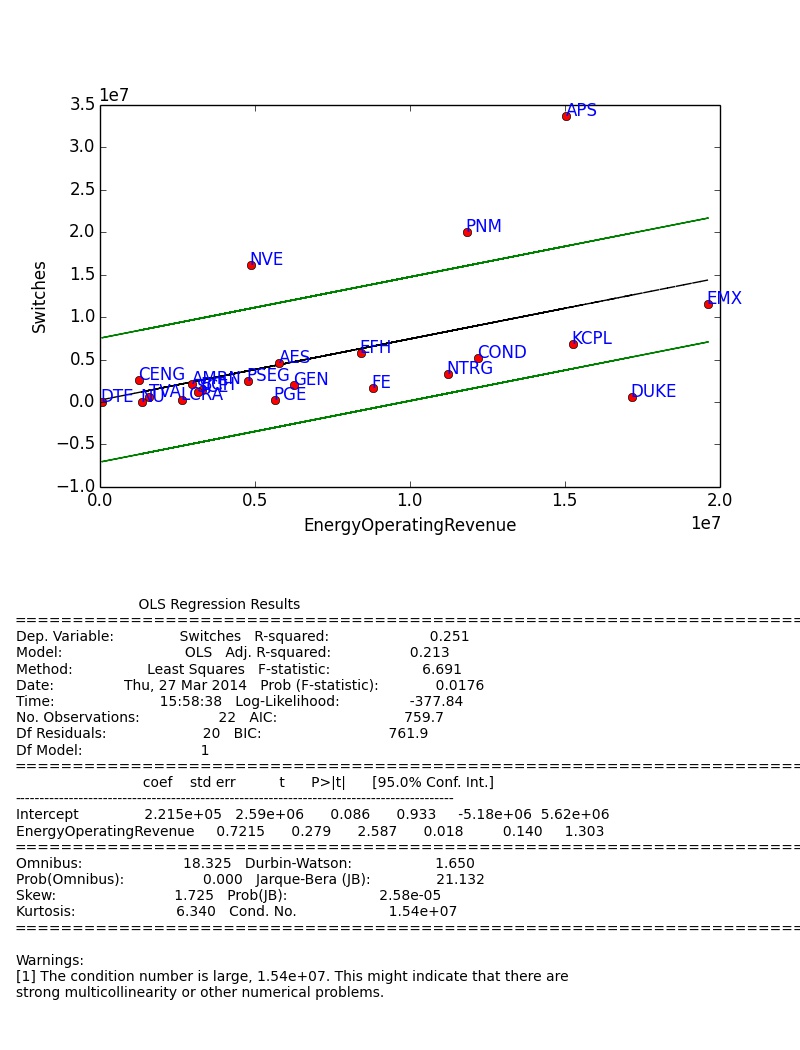 1e7
3.5
APS
3.0
2.5
PNM
2.0
NVE
1.5
EMX
1.0
KCPL
EFH
COND
AES
0.5
NTRG
CENG
PSEG
GEN
FE
DUKE
TVA
LCRA
PGE
DTE
NU
0.0
−0.5
−1.0
Switches
0.0 0.5 1.0 1.5 2.0
EnergyOperatingRevenue
1e7
OLS Regression Results
==============================================================================
Dep. Variable: Switches R-squared: 0.251
Model: OLS Adj. R-squared: 0.213
Method: Least Squares F-statistic: 6.691
Date: Thu, 27 Mar 2014 Prob (F-statistic): 0.0176
Time: 15:58:38 Log-Likelihood: -377.84
No. Observations: 22 AIC: 759.7
Df Residuals: 20 BIC: 761.9
Df Model: 1
==============================================================================
coef std err t P>|t| [95.0% Conf. Int.]
------------------------------------------------------------------------------------------
Intercept 2.215e+05 2.59e+06 0.086 0.933 -5.18e+06 5.62e+06
EnergyOperatingRevenue 0.7215 0.279 2.587 0.018 0.140 1.303
==============================================================================
Omnibus: 18.325 Durbin-Watson: 1.650
Prob(Omnibus): 0.000 Jarque-Bera (JB): 21.132
Skew: 1.725 Prob(JB): 2.58e-05
Kurtosis: 6.340 Cond. No. 1.54e+07
==============================================================================
Warnings:
[1] The condition number is large, 1.54e+07. This might indicate that there are
strong multicollinearity or other numerical problems.